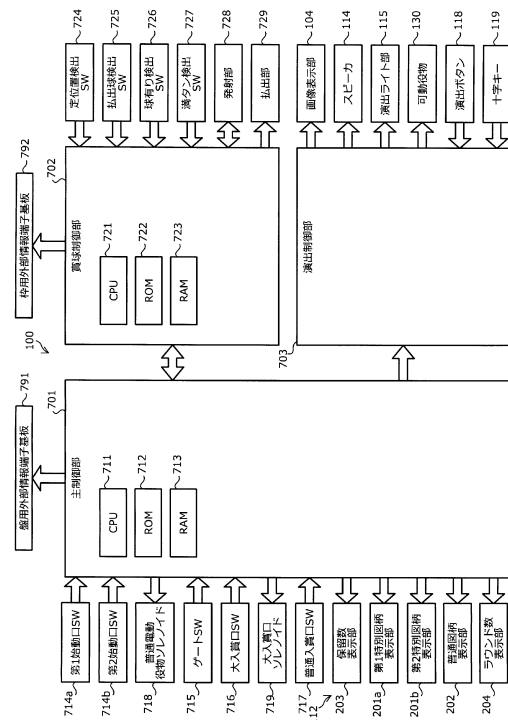 100
盤用外部情報端子基板
791
枠用外部情報端子基板
792
主制御部
701
CPU
711
ROM
712
RAM
713
賞球制御部
702
CPU
721
ROM
722
RAM
723
演出制御部
703
714a
第1始動口SW
714b
第2始動口SW
718
普通電動
役物ソレノイド
715
ゲートSW
716
大入賞口SW
719
大入賞口
ソレノイド
717
普通入賞口SW
12
203
保留数
表示部
201a
第1特別図柄
表示部
201b
第2特別図柄
表示部
202
普通図柄
表示部
204
ラウンド数
表示部
定位置検出
SW
724
払出球検出
SW
725
球有り検出
SW
726
満タン検出
SW
727
発射部
728
払出部
729
画像表示部
104
スピーカ
114
演出ライト部
115
可動役物
130
演出ボタン
118
十字キー
119